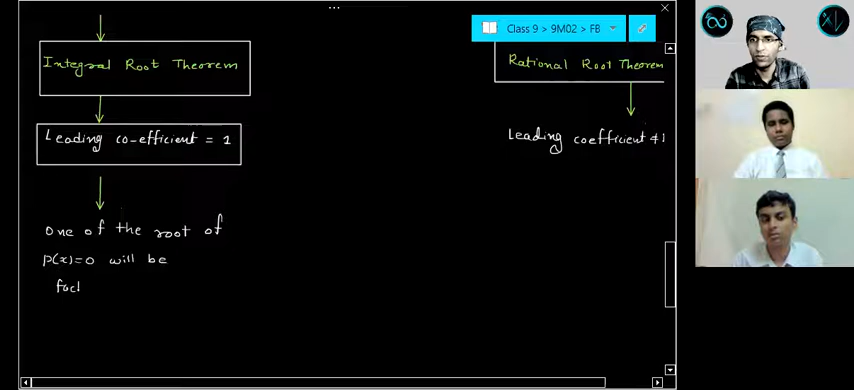 Class 9 > 9M02 > FB
Integral Root Theorem
Rational Root Theorem
Leading co-efficient = 1
Leading coefficient ≠ 1
One of the root of
P(x)=0 will be
fact